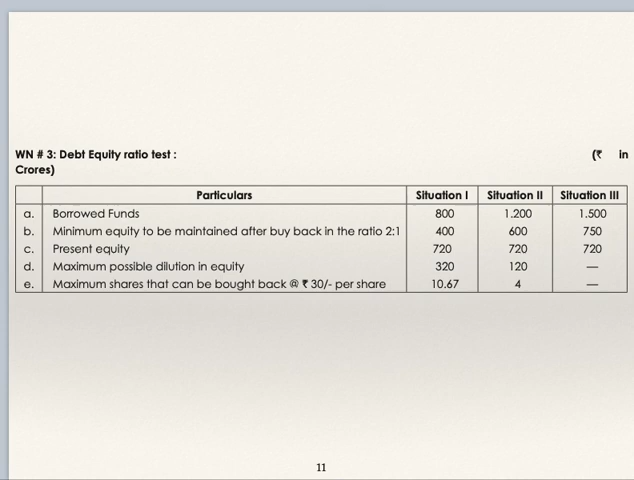 WN # 3: Debt Equity ratio test : (₹ in
Crores)
Particulars Situation I Situation II Situation III
a. Borrowed Funds 800 1.200 1.500
b. Minimum equity to be maintained after buy back in the ratio 2:1 400 600 750
c. Present equity 720 720 720
d. Maximum possible dilution in equity 320 120 —
e. Maximum shares that can be bought back @ ₹ 30/- per share 10.67 4 —
11